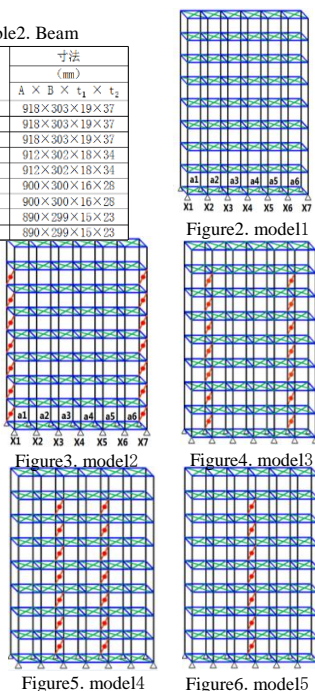 ble2. Beam
寸法
(mm)
A × B × t₁ × t₂
918×303×19×37
918×303×19×37
918×303×19×37
912×302×18×34
912×302×18×34
900×300×16×28
900×300×16×28
890×299×15×23
890×299×15×23
a1 a2 a3 a4 a5 a6
X1 X2 X3 X4 X5 X6 X7
Figure2. model1
a1 a2 a3 a4 a5 a6
X1 X2 X3 X4 X5 X6 X7
Figure3. model2
Figure4. model3
Figure5. model4
Figure6. model5